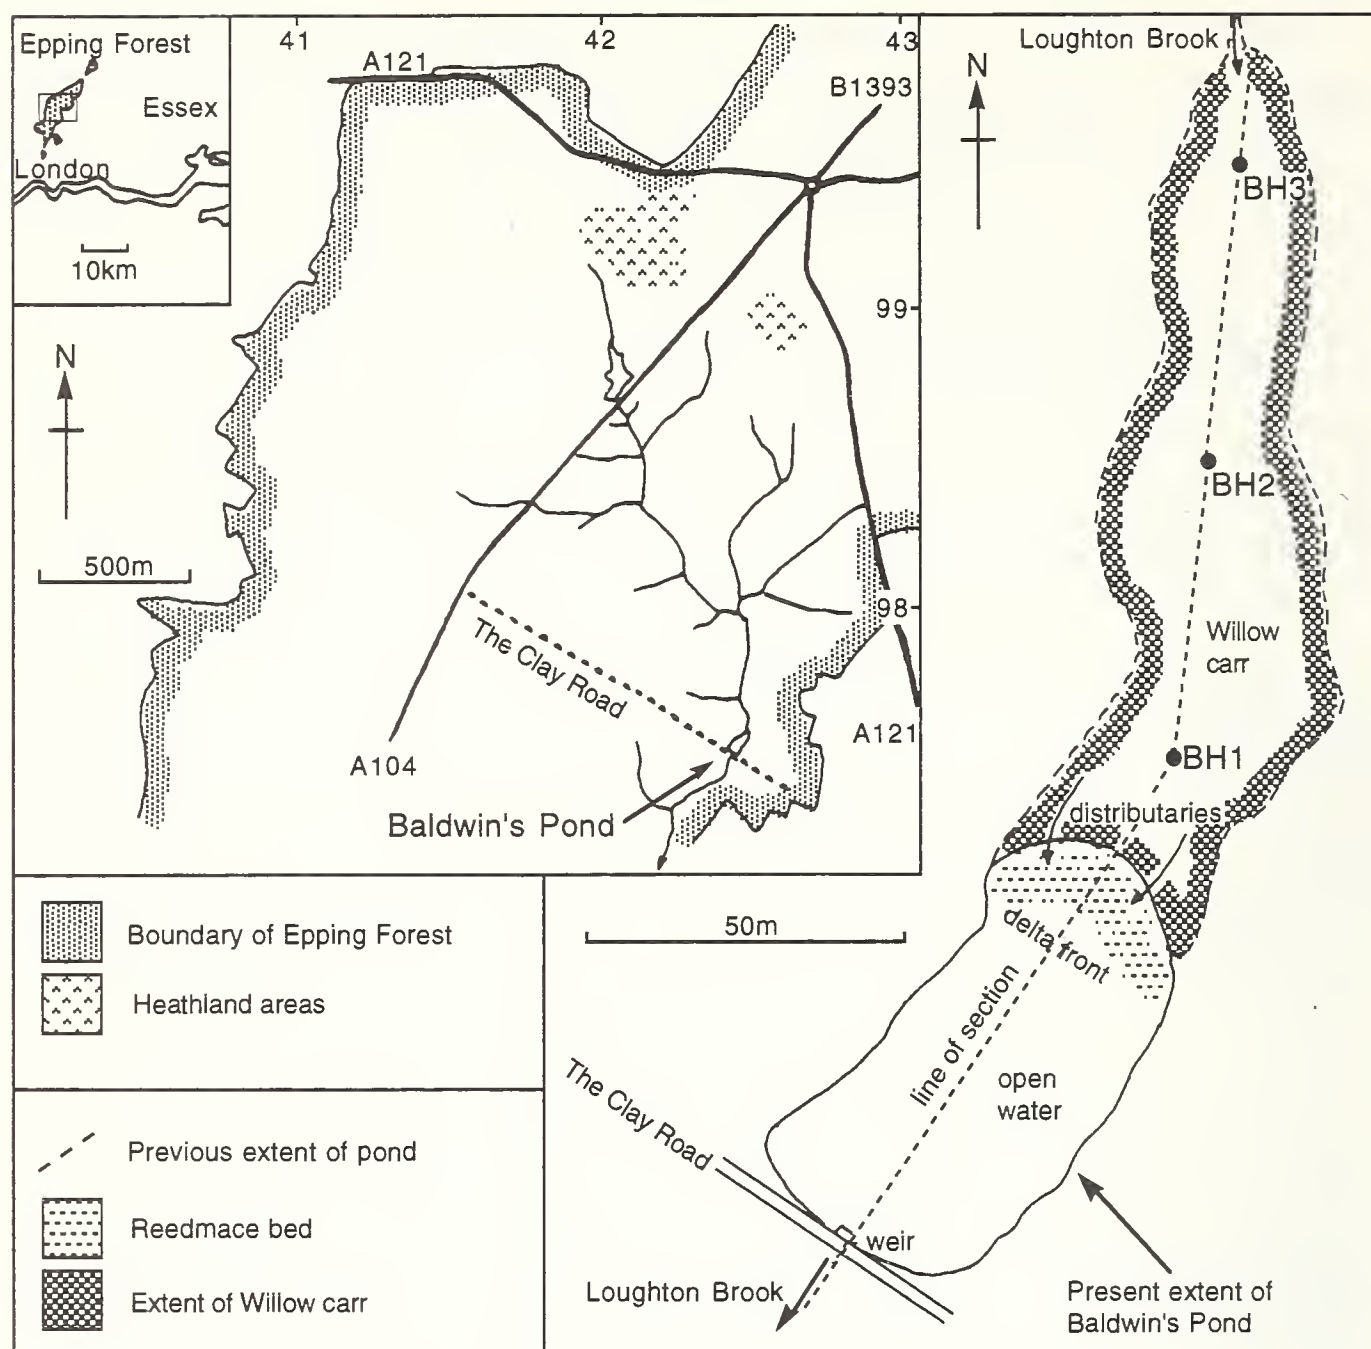 Epping Forest
Essex
London
10km
41
42
43
A121
B1393
N
99
500m
98
The Clay Road
A104
A121
Baldwin's Pond
Boundary of Epping Forest
Heathland areas
Previous extent of pond
Reedmace bed
Extent of Willow carr
Loughton Brook
N
BH3
BH2
Willow
carr
BH1
distributaries
50m
delta front
line of section
open
water
The Clay Road
weir
Loughton Brook
Present extent of
Baldwin's Pond